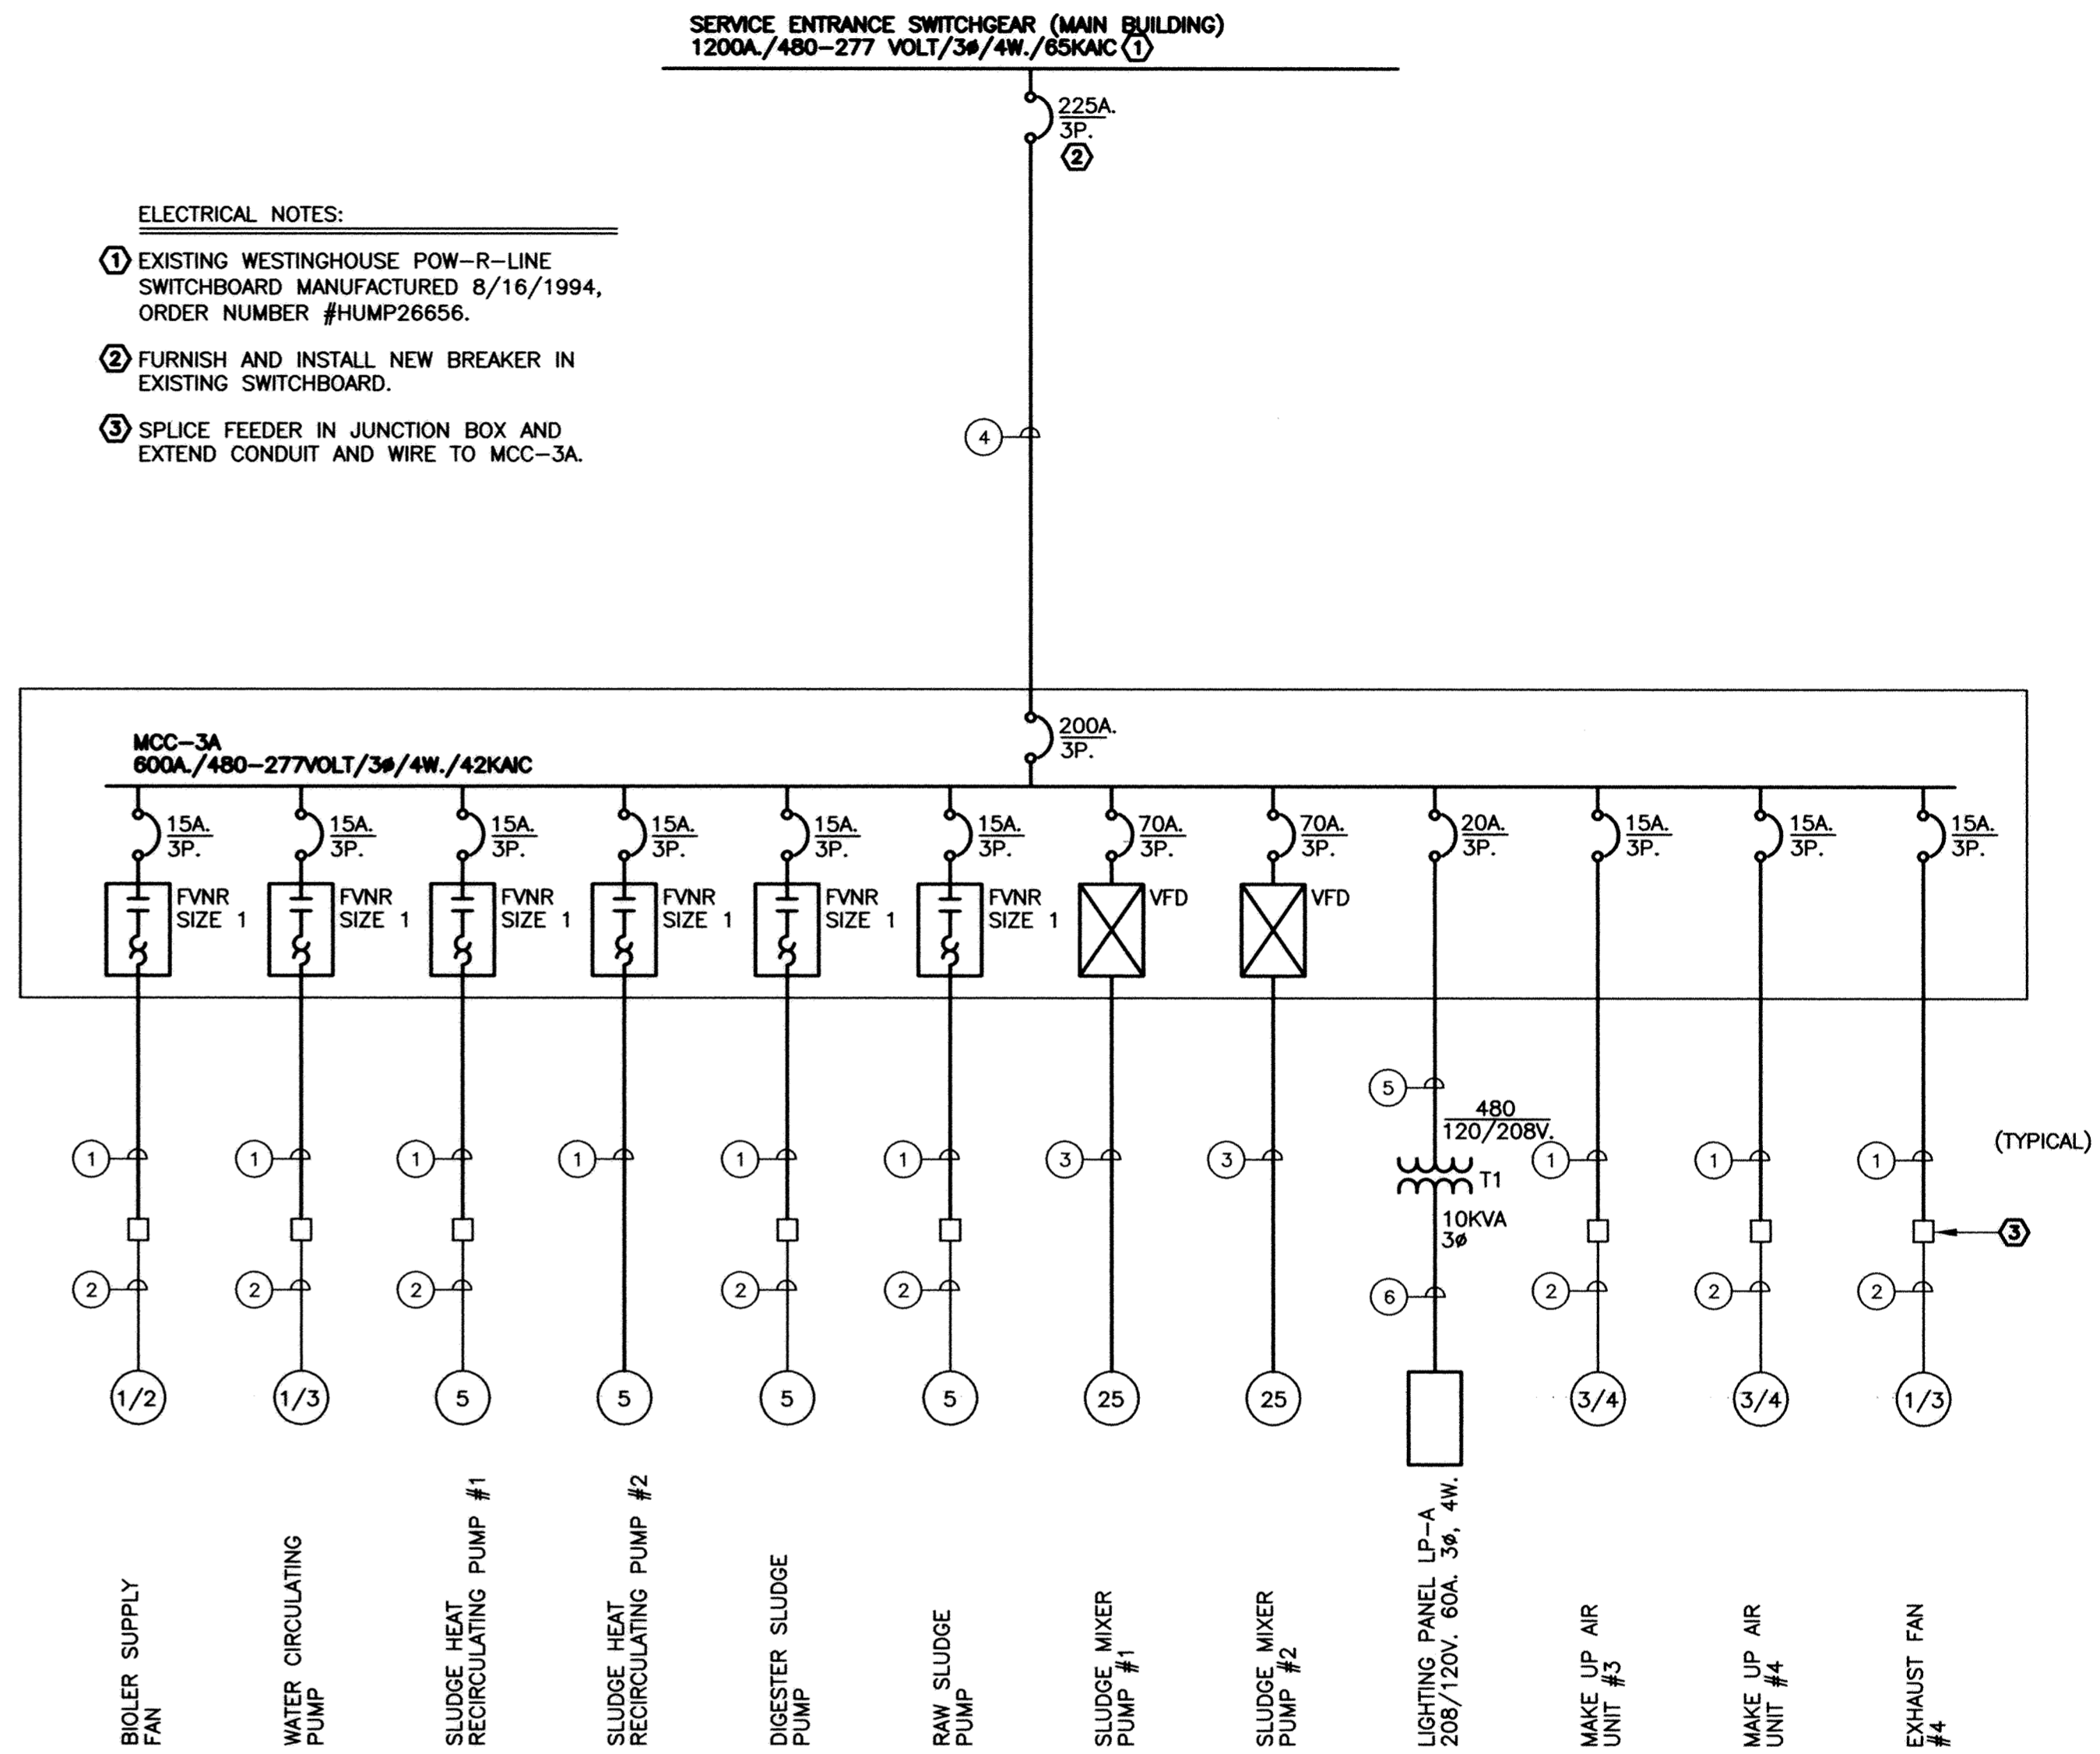 SERVICE ENTRANCE SWITCHGEAR (MAIN BUILDING)
1200A./480-277 VOLT/3ø/4W./65KAIC 1
225A.
3P.
2
ELECTRICAL NOTES:
1 EXISTING WESTINGHOUSE POW-R-LINE
SWITCHBOARD MANUFACTURED 8/16/1994,
ORDER NUMBER #HUMP26656.
2 FURNISH AND INSTALL NEW BREAKER IN
EXISTING SWITCHBOARD.
3 SPLICE FEEDER IN JUNCTION BOX AND
EXTEND CONDUIT AND WIRE TO MCC-3A.
4
200A.
3P.
MCC-3A
600A./480-277VOLT/3ø/4W./42KAIC
15A. 15A. 15A. 15A. 15A. 15A. 70A. 70A. 20A. 15A. 15A. 15A.
3P. 3P. 3P. 3P. 3P. 3P. 3P. 3P. 3P. 3P. 3P. 3P.
FVNR FVNR FVNR FVNR FVNR FVNR VFD VFD
SIZE 1 SIZE 1 SIZE 1 SIZE 1 SIZE 1 SIZE 1
5
480
120/208V.
(TYPICAL)
1 1 1 1 1 1 3 3 1 1 1
T1
10KVA
3ø
3
2 2 2 2 2 6 2 2 2
1/2 1/3 5 5 5 5 25 25 3/4 3/4 1/3
BIOLER SUPPLY
FAN
WATER CIRCULATING
PUMP
SLUDGE HEAT
RECIRCULATING PUMP #1
SLUDGE HEAT
RECIRCULATING PUMP #2
DIGESTER SLUDGE
PUMP
RAW SLUDGE
PUMP
SLUDGE MIXER
PUMP #1
SLUDGE MIXER
PUMP #2
LIGHTING PANEL LP-A
208/120V. 60A. 3ø, 4W.
MAKE UP AIR
UNIT #3
MAKE UP AIR
UNIT #4
EXHAUST FAN
#4